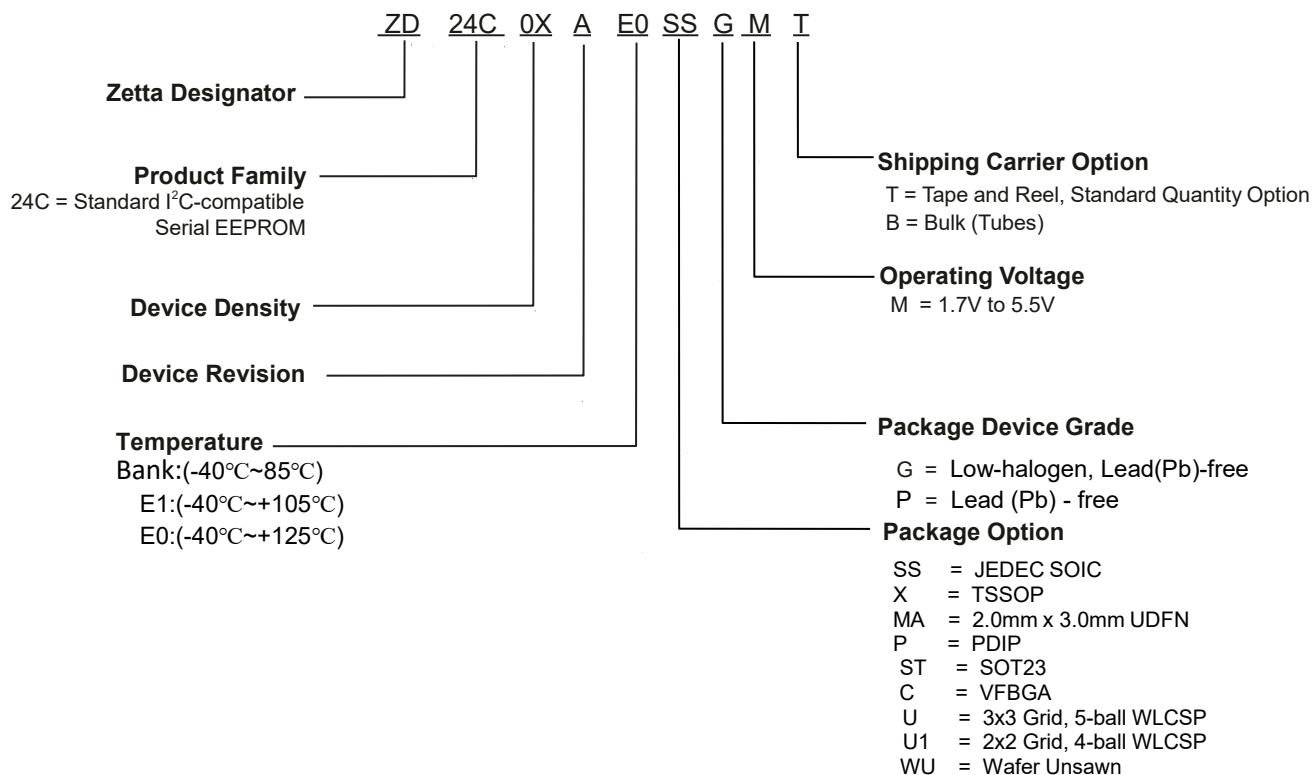 ZD 24C 0X A E0 SS G M T
Zetta Designator
Product Family
24C = Standard I²C-compatible
Serial EEPROM
Device Density
Device Revision
Temperature
Bank:(-40°C~85°C)
E1:(-40°C~+105°C)
E0:(-40°C~+125°C)
Shipping Carrier Option
T = Tape and Reel, Standard Quantity Option
B = Bulk (Tubes)
Operating Voltage
M = 1.7V to 5.5V
Package Device Grade
G = Low-halogen, Lead(Pb)-free
P = Lead (Pb) - free
Package Option
SS = JEDEC SOIC
X = TSSOP
MA = 2.0mm x 3.0mm UDFN
P = PDIP
ST = SOT23
C = VFBGA
U = 3x3 Grid, 5-ball WLCSP
U1 = 2x2 Grid, 4-ball WLCSP
WU = Wafer Unsawn